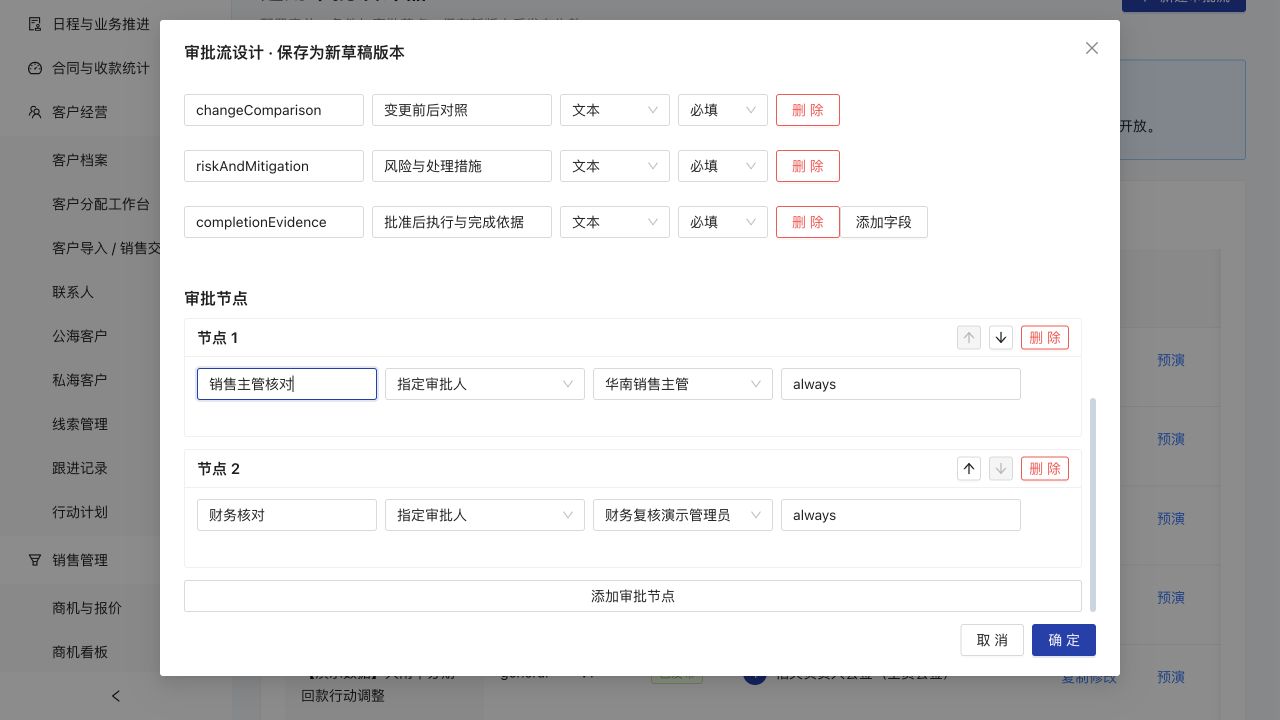 日程与业务推进
合同与收款统计
客户经营
客户档案
客户分配工作台
客户导入 / 销售交
联系人
公海客户
私海客户
线索管理
跟进记录
行动计划
销售管理
商机与报价
商机看板
审批流设计 · 保存为新草稿版本
changeComparison 变更前后对照 文本 必填 删 除
riskAndMitigation 风险与处理措施 文本 必填 删 除
completionEvidence 批准后执行与完成依据 文本 必填 删 除 添加字段
审批节点
节点 1 删 除
销售主管核对 指定审批人 华南销售主管 always
节点 2 删 除
财务核对 指定审批人 财务复核演示管理员 always
添加审批节点
取 消 确 定
开放。
预演
预演
预演
预演
复制修改 预演
回款行动调整